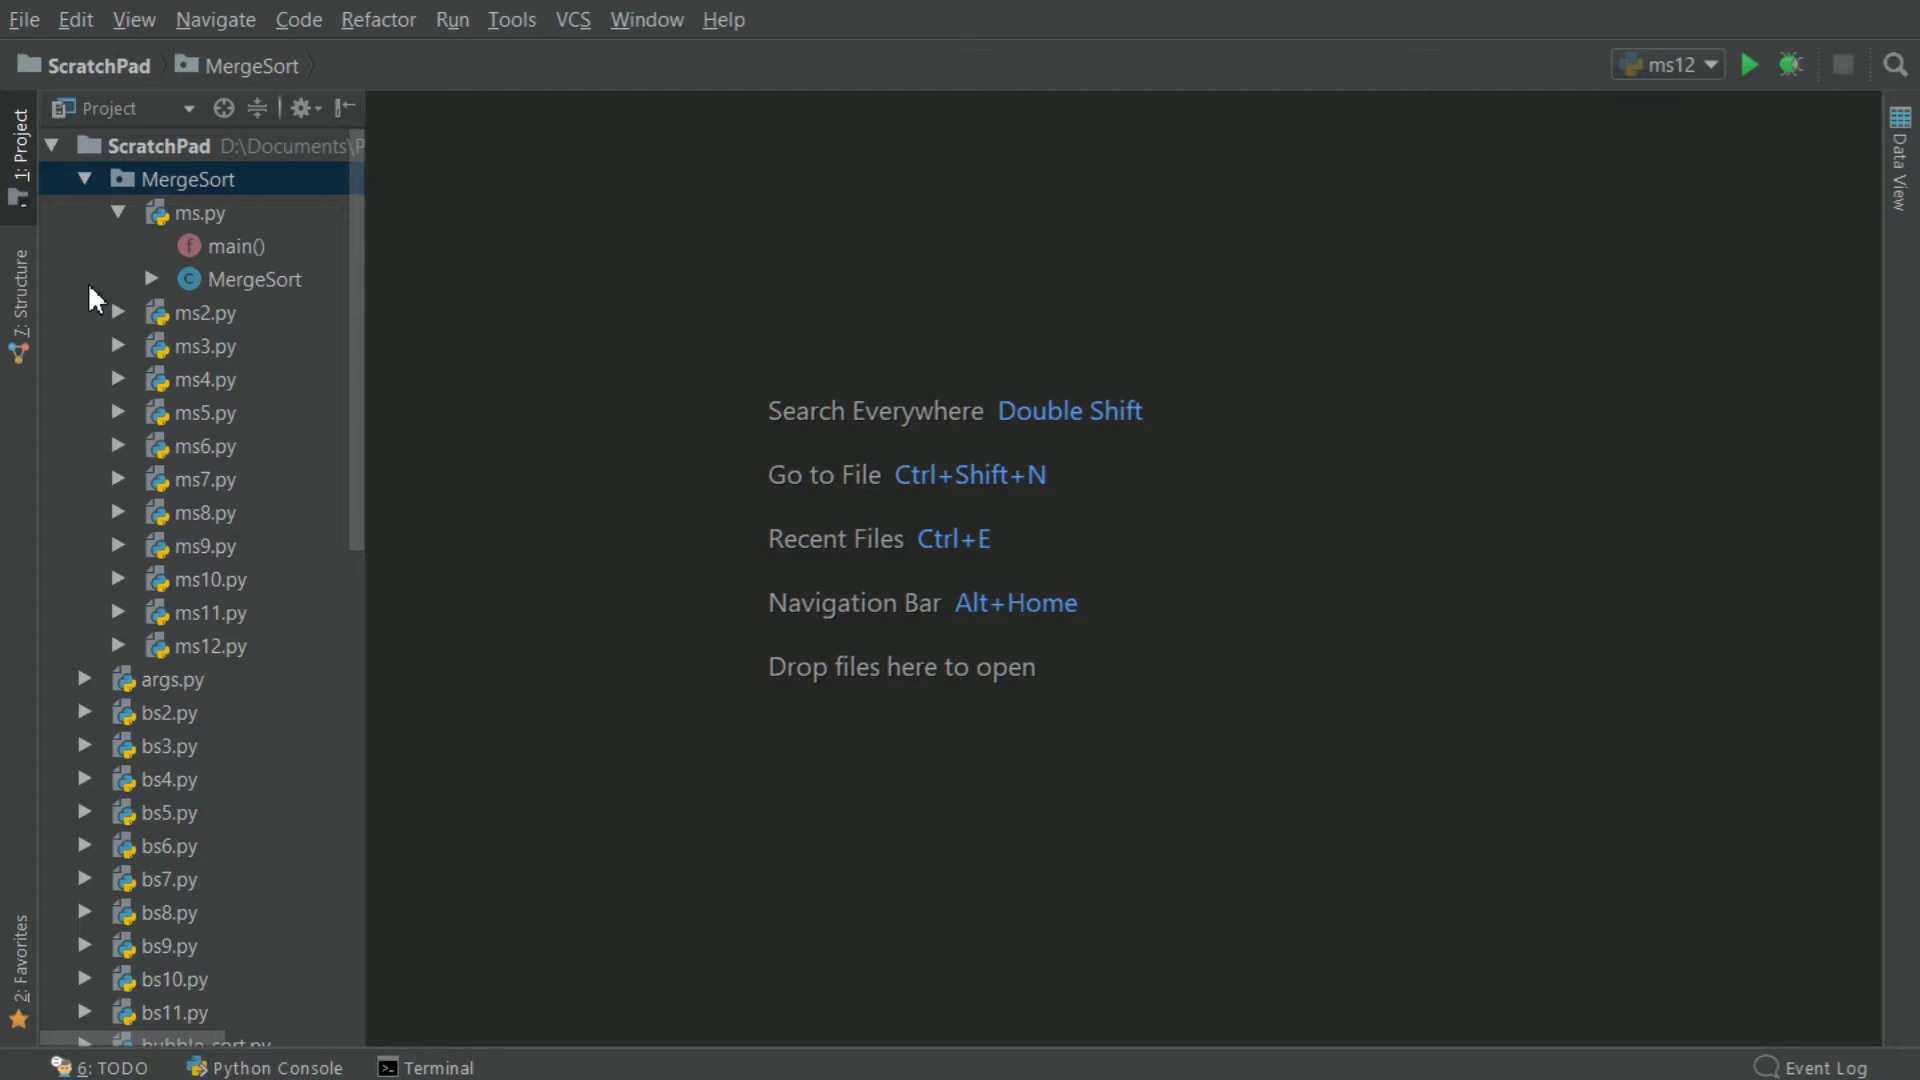 File Edit View Navigate Code Refactor Run Tools VCS Window Help
ScratchPad MergeSort ms12
Project
ScratchPad D:\Documents\P
MergeSort
ms.py
main()
MergeSort
ms2.py
ms3.py
ms4.py
ms5.py
ms6.py
ms7.py
ms8.py
ms9.py
ms10.py
ms11.py
ms12.py
args.py
bs2.py
bs3.py
bs4.py
bs5.py
bs6.py
bs7.py
bs8.py
bs9.py
bs10.py
bs11.py
bubble_sort.py
1: Project
7: Structure
2: Favorites
Search Everywhere Double Shift
Go to File Ctrl+Shift+N
Recent Files Ctrl+E
Navigation Bar Alt+Home
Drop files here to open
Data View
6: TODO Python Console Terminal Event Log